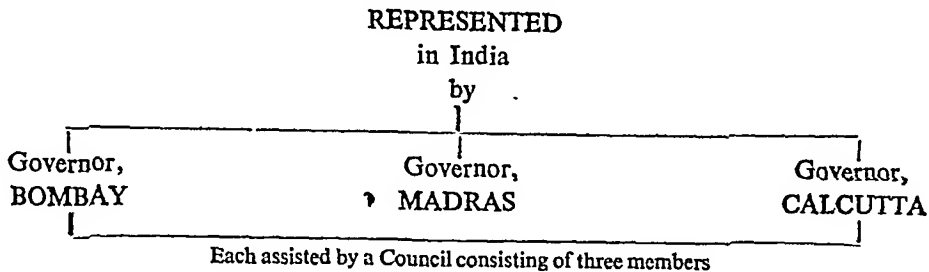 REPRESENTED
in India
by
Governor,
BOMBAY
Governor,
MADRAS
Governor,
CALCUTTA
Each assisted by a Council consisting of three members